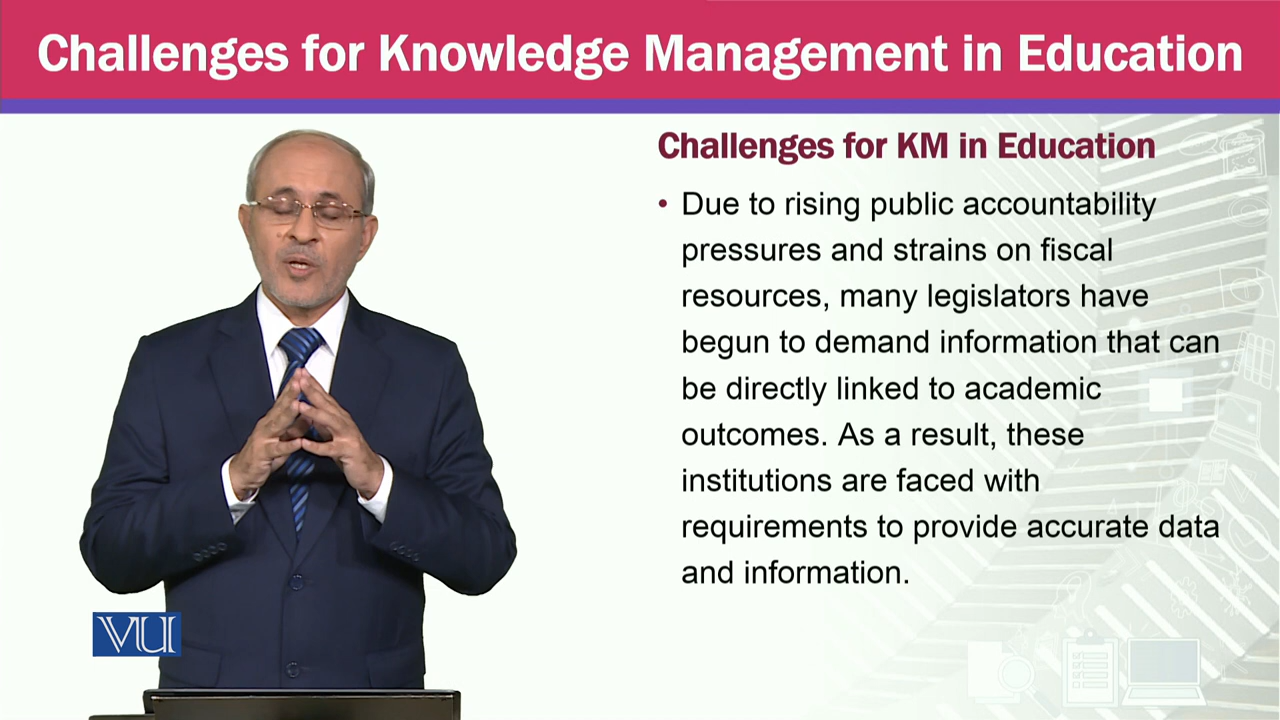 Challenges for Knowledge Management in Education
Challenges for KM in Education
• Due to rising public accountability
pressures and strains on fiscal
resources, many legislators have
begun to demand information that can
be directly linked to academic
outcomes. As a result, these
institutions are faced with
requirements to provide accurate data
and information.
VU